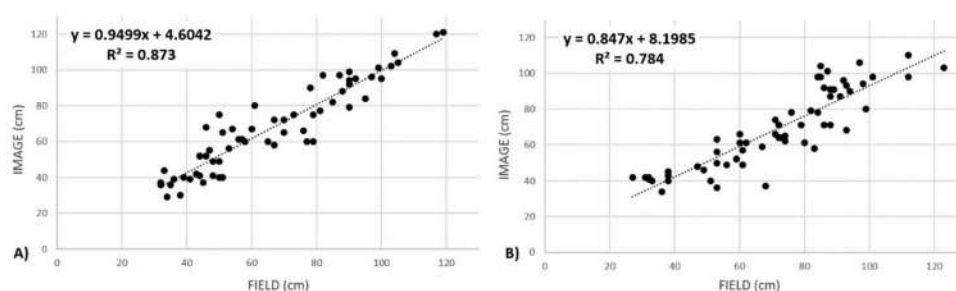 y = 0.9499x + 4.6042
R² = 0.873
IMAGE (cm)
140
120
100
80
60
40
20
0
0 20 40 60 80 100 120
FIELD (cm)
A)
y = 0.847x + 8.1985
R² = 0.784
IMAGE (cm)
140
120
100
80
60
40
20
0
0 20 40 60 80 100 120
FIELD (cm)
B)